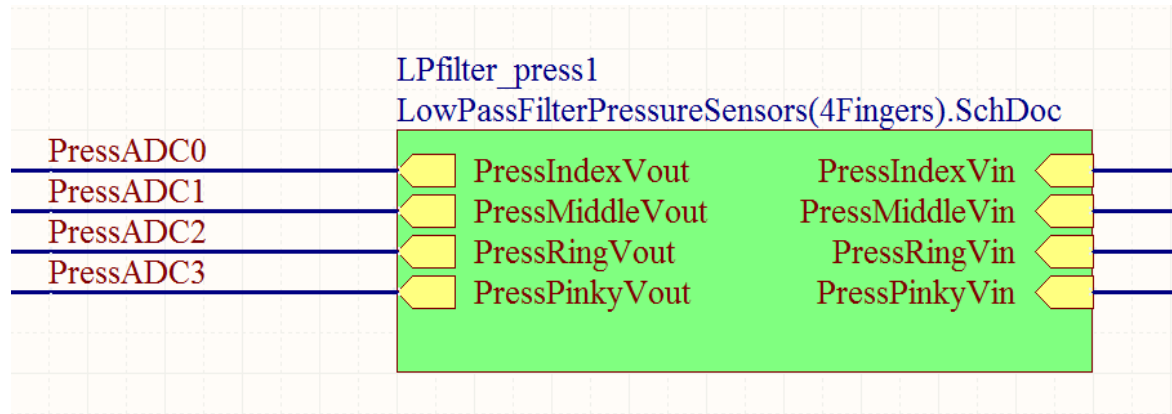 LPfilter_press1
LowPassFilterPressureSensors(4Fingers).SchDoc
PressADC0
PressIndexVout PressIndexVin
PressADC1
PressMiddleVout PressMiddleVin
PressADC2
PressRingVout PressRingVin
PressADC3
PressPinkyVout PressPinkyVin